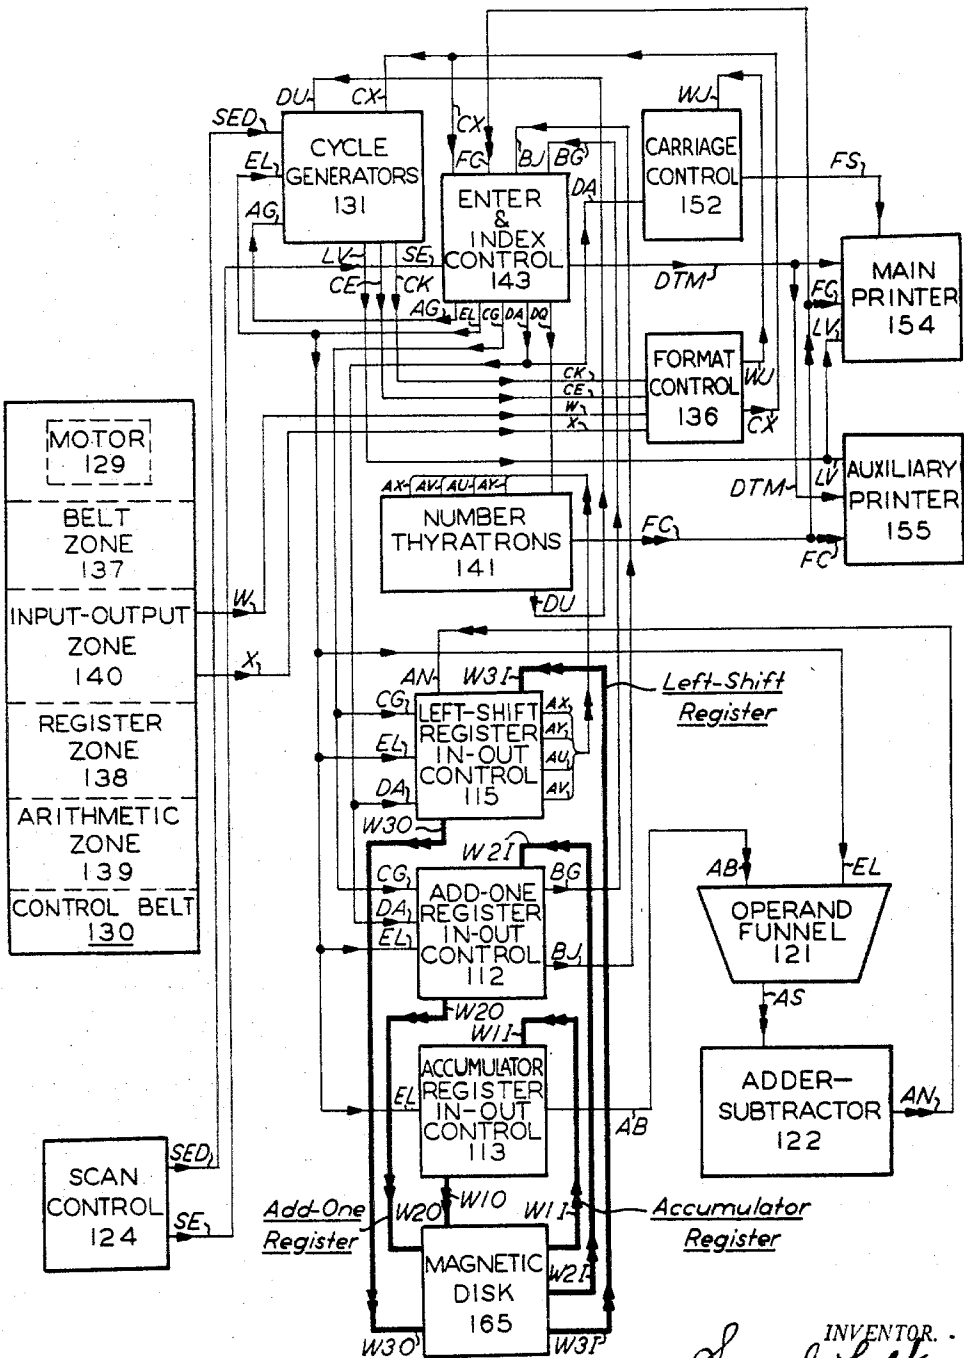 DU
CX
SED
EL
AG
CYCLE
GENERATORS
131
LV
CE
CK
SE
CX
FC
BJ
BG
DA
ENTER
&
INDEX
CONTROL
143
AG
EL
CG
DA
DQ
WJ
CARRIAGE
CONTROL
152
FS
DTM
MAIN
PRINTER
154
FC
LV
FORMAT
CONTROL
136
CK
CE
W
X
WJ
CX
LV
DTM
AUXILIARY
PRINTER
155
FC
MOTOR
129
BELT
ZONE
137
INPUT-OUTPUT
ZONE
140
REGISTER
ZONE
138
ARITHMETIC
ZONE
139
CONTROL BELT
130
W
X
AX
AV
AU
AY
NUMBER
THYRATRONS
141
FC
DU
AN
W3I
Left-Shift
Register
CG
EL
DA
LEFT-SHIFT
REGISTER
IN-OUT
CONTROL
115
AX
AY
AU
AV
W3O
W2I
CG
DA
EL
ADD-ONE
REGISTER
IN-OUT
CONTROL
112
BG
BJ
W2O
AB
EL
OPERAND
FUNNEL
121
AS
W1I
EL
ACCUMULATOR
REGISTER
IN-OUT
CONTROL
113
AB
ADDER-
SUBTRACTOR
122
AN
SCAN
CONTROL
124
SED
SE
W1O
Add-One
Register
W2O
W1I
Accumulator
Register
MAGNETIC
DISK
165
W2I
W3O
W3I
INVENTOR.